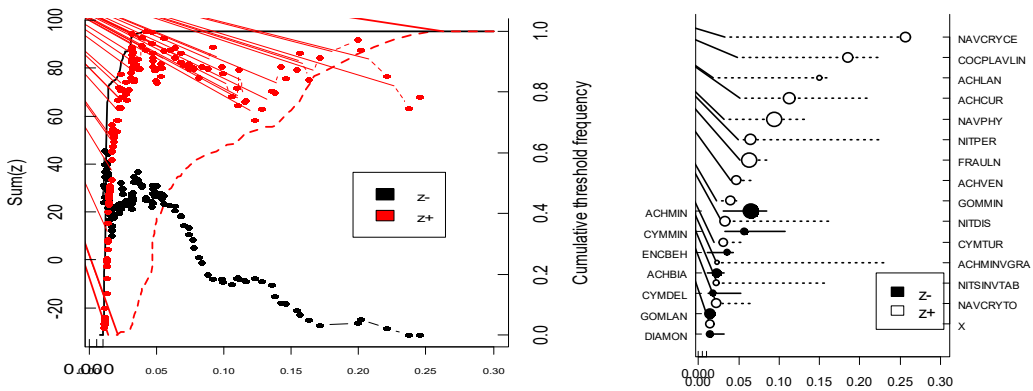 Sum(z)
100
80
60
40
20
0
-20
z-
z+
0.000
0.05
0.10
0.15
0.20
0.25
0.30
Cumulative threshold frequency
1.0
0.8
0.6
0.4
0.2
0.0
ACHMIN
CYMMIN
ENCBEH
ACHBIA
CYMDEL
GOMLAN
DIAMON
NAVCRYCE
COCPLAVLIN
ACHLAN
ACHCUR
NAVPHY
NITPER
FRAULN
ACHVEN
GOMMIN
NITDIS
CYMTUR
ACHMINVGRA
NITSINVTAB
NAVCRYTO
X
z-
z+
0.000
0.05
0.10
0.15
0.20
0.25
0.30